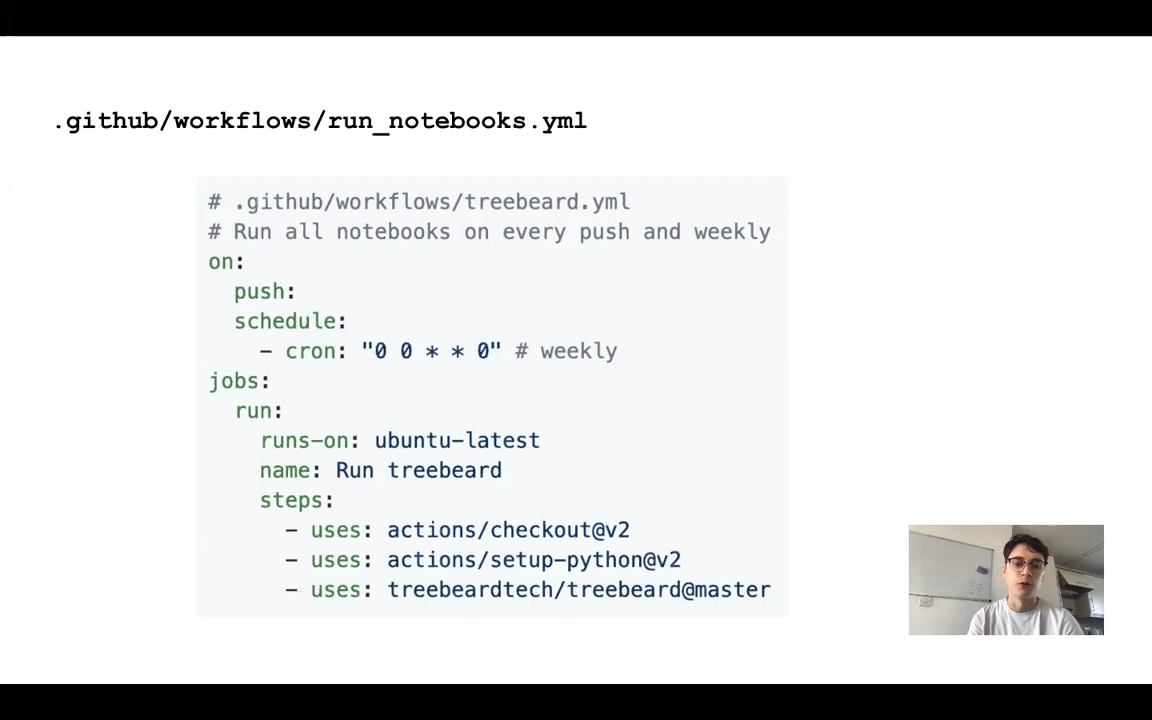 .github/workflows/run_notebooks.yml
# .github/workflows/treebeard.yml
# Run all notebooks on every push and weekly
on:
  push:
  schedule:
    - cron: "0 0 * * 0" # weekly
jobs:
  run:
    runs-on: ubuntu-latest
    name: Run treebeard
    steps:
      - uses: actions/checkout@v2
      - uses: actions/setup-python@v2
      - uses: treebeardtech/treebeard@master